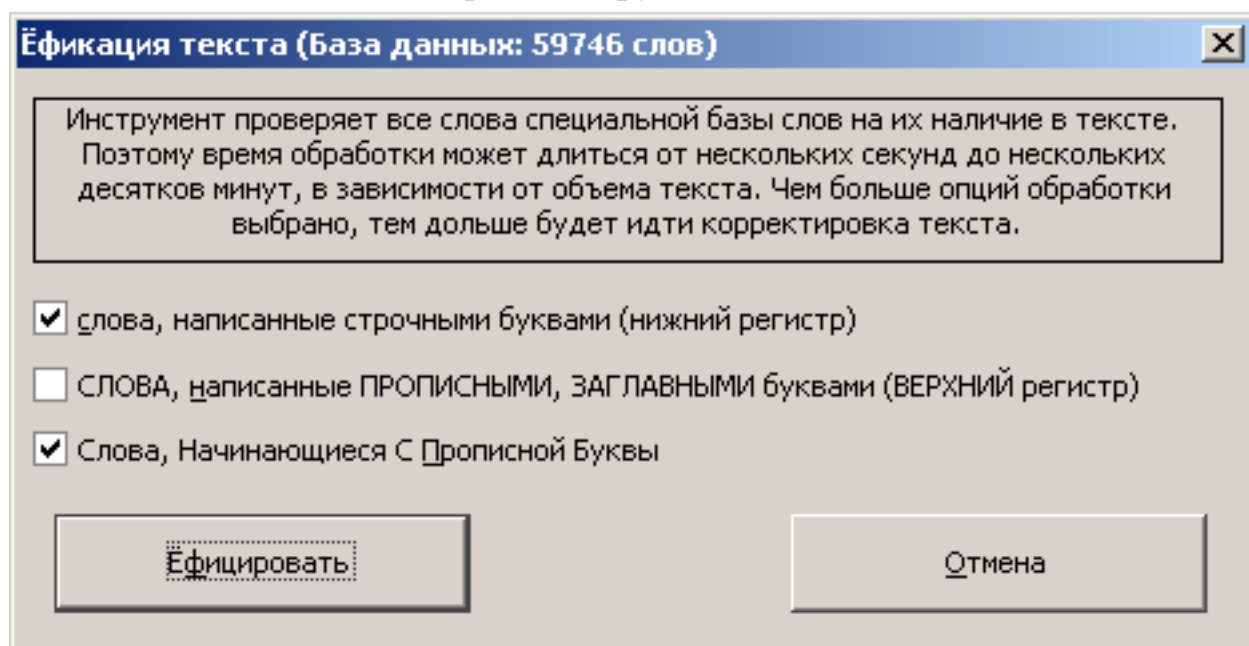 Ёфикация текста (База данных: 59746 слов)
Инструмент проверяет все слова специальной базы слов на их наличие в тексте.
Поэтому время обработки может длиться от нескольких секунд до нескольких
десятков минут, в зависимости от объема текста. Чем больше опций обработки
выбрано, тем дольше будет идти корректировка текста.
слова, написанные строчными буквами (нижний регистр)
СЛОВА, написанные ПРОПИСНЫМИ, ЗАГЛАВНЫМИ буквами (ВЕРХНИЙ регистр)
Слова, Начинающиеся С Прописной Буквы
Ёфицировать
Отмена